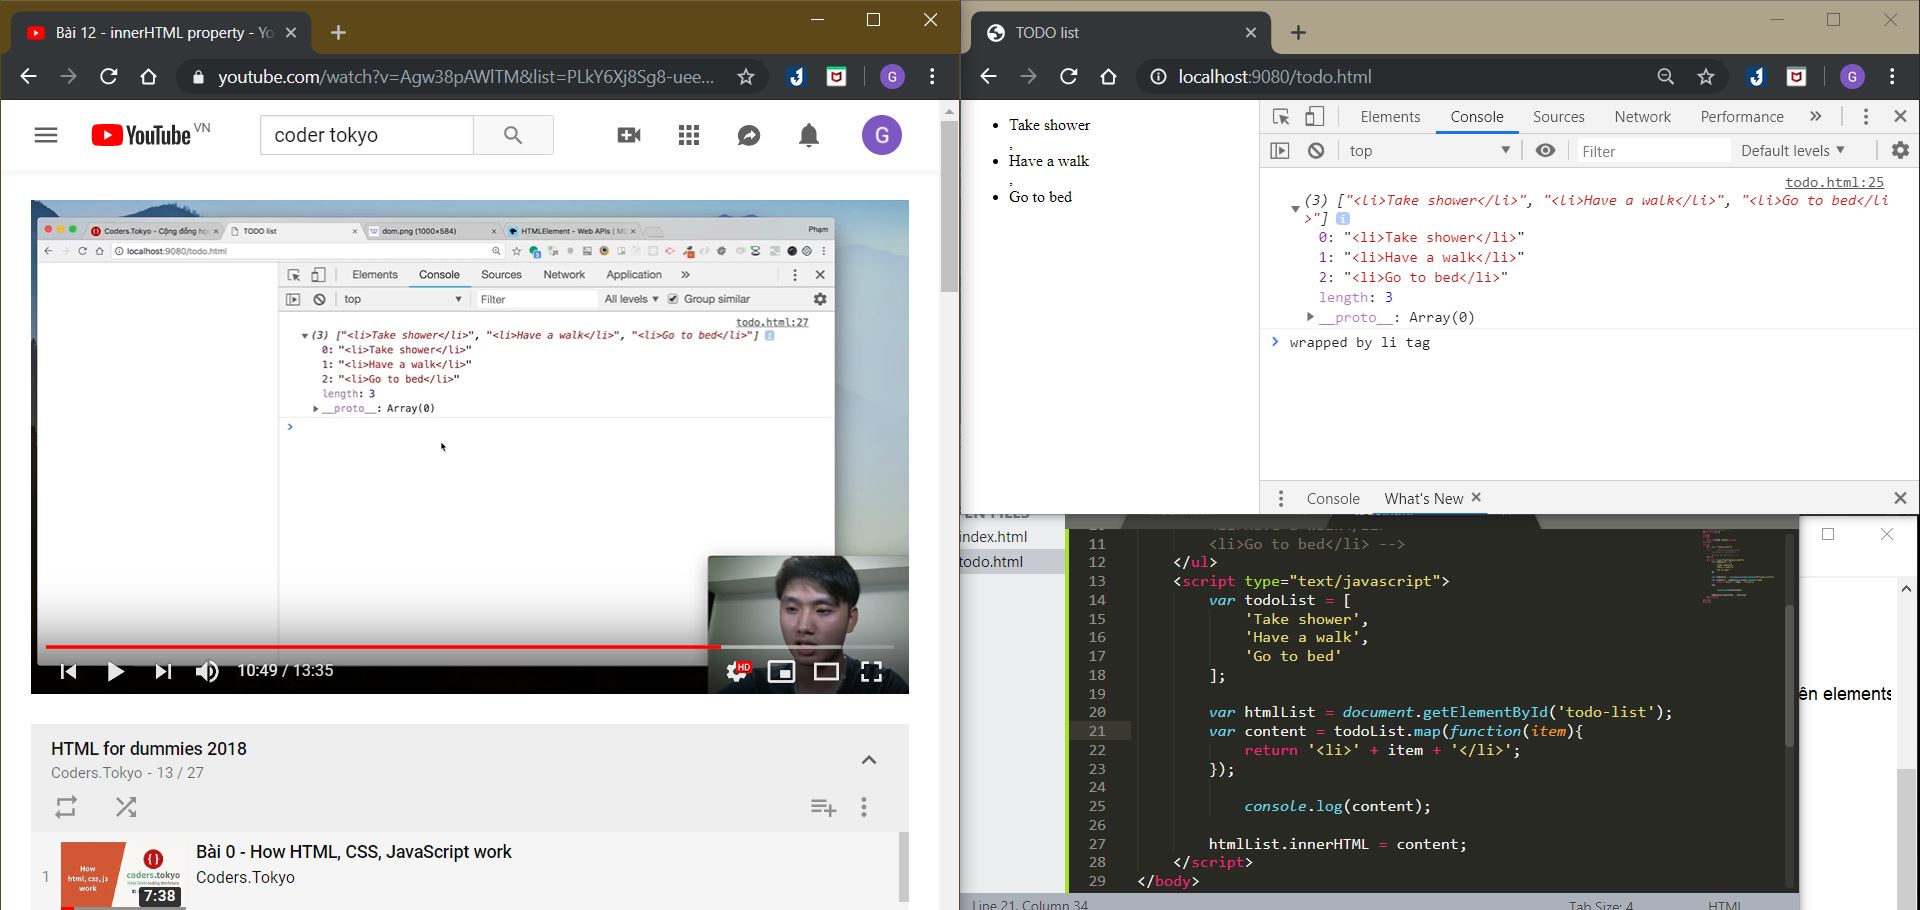 Bài 12 - innerHTML property - Yo
youtube.com/watch?v=Agw38pAWlTM&list=PLkY6Xj8Sg8-uee...
G
YouTube VN
coder tokyo
G
Coders.Tokyo - Cộng đồng họ
TODO list
dom.png (1000×584)
HTMLElement - Web APIs | M
Phạm
localhost:9080/todo.html
Elements Console Sources Network Application »
top
Filter
All levels ▼
Group similar
todo.html:27
(3) ["<li>Take shower</li>", "<li>Have a walk</li>", "<li>Go to bed</li>"]
0: "<li>Take shower</li>"
1: "<li>Have a walk</li>"
2: "<li>Go to bed</li>"
length: 3
__proto__: Array(0)
>
10:49 / 13:35
HD
HTML for dummies 2018
Coders.Tokyo - 13 / 27
1
How
html, css, js
work
coders.tokyo
7:38
Bài 0 - How HTML, CSS, JavaScript work
Coders.Tokyo
TODO list
localhost:9080/todo.html
G
• Take shower
,
• Have a walk
,
• Go to bed
Elements Console Sources Network Performance »
top
Filter
Default levels ▼
todo.html:25
(3) ["<li>Take shower</li>", "<li>Have a walk</li>", "<li>Go to bed</li
>"] i
0: "<li>Take shower</li>"
1: "<li>Have a walk</li>"
2: "<li>Go to bed</li>"
length: 3
__proto__: Array(0)
> wrapped by li tag
Console What's New ×
index.html
todo.html
11 <li>Go to bed</li> -->
12 </ul>
13 <script type="text/javascript">
14 var todoList = [
15 'Take shower',
16 'Have a walk',
17 'Go to bed'
18 ];
19
20 var htmlList = document.getElementById('todo-list');
21 var content = todoList.map(function(item){
22 return '<li>' + item + '</li>';
23 });
24
25 console.log(content);
26
27 htmlList.innerHTML = content;
28 </script>
29 </body>
Line 21, Column 34
Tab Size: 4
HTML
ên elements